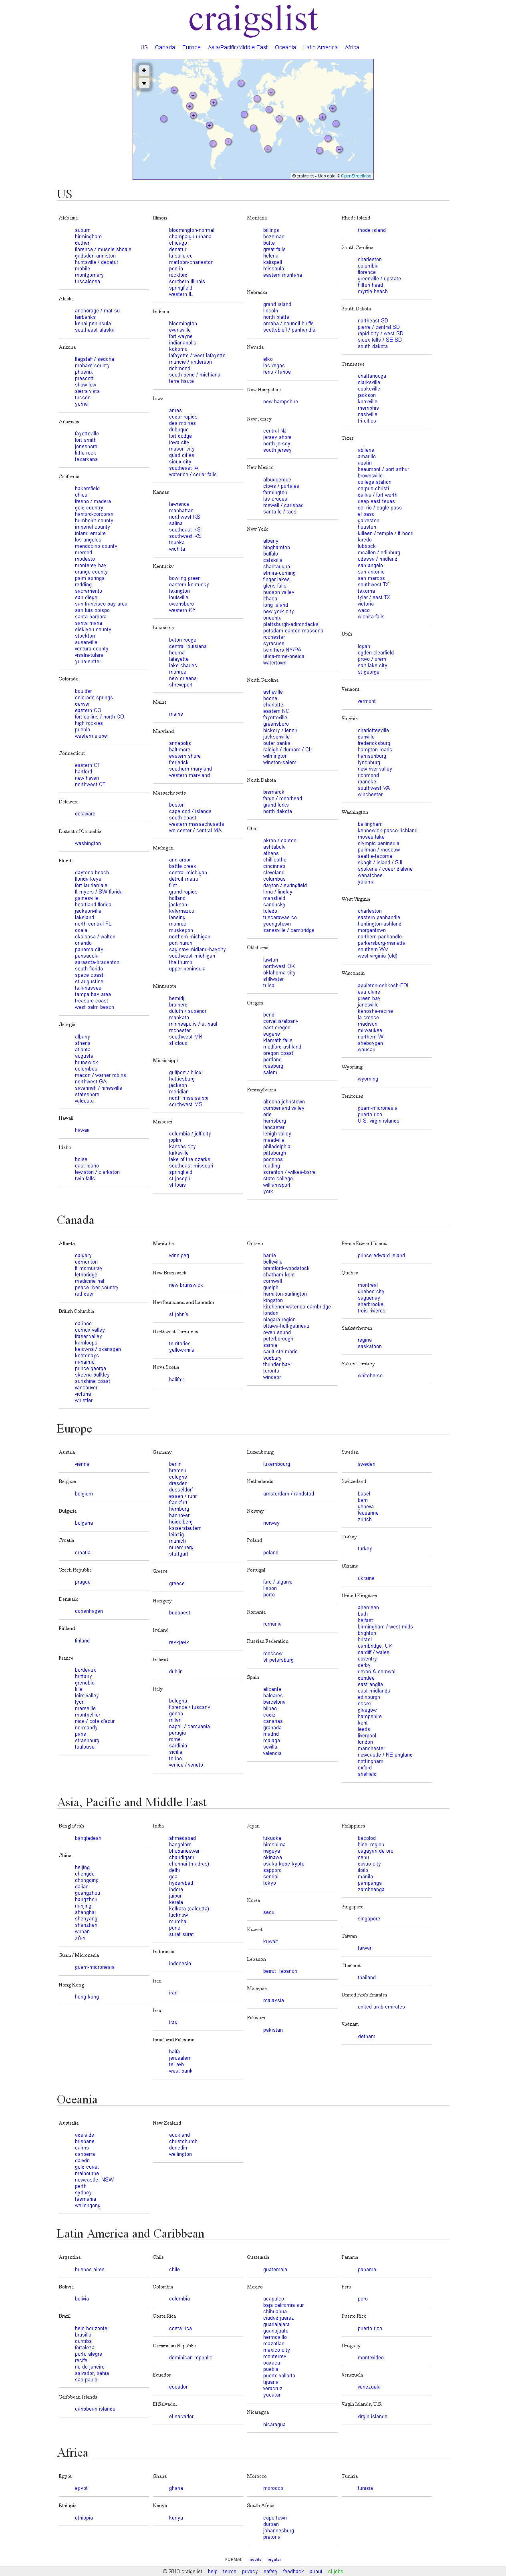 craigslist
US Canada Europe Asia/Pacific/Middle East Oceania Latin America Africa
+
© craigslist - Map data © OpenStreetMap
US
Alabama
auburn
birmingham
dothan
florence / muscle shoals
gadsden-anniston
huntsville / decatur
mobile
montgomery
tuscaloosa
Alaska
anchorage / mat-su
fairbanks
kenai peninsula
southeast alaska
Arizona
flagstaff / sedona
mohave county
phoenix
prescott
show low
sierra vista
tucson
yuma
Arkansas
fayetteville
fort smith
jonesboro
little rock
texarkana
California
bakersfield
chico
fresno / madera
gold country
hanford-corcoran
humboldt county
imperial county
inland empire
los angeles
mendocino county
merced
modesto
monterey bay
orange county
palm springs
redding
sacramento
san diego
san francisco bay area
san luis obispo
santa barbara
santa maria
siskiyou county
stockton
susanville
ventura county
visalia-tulare
yuba-sutter
Colorado
boulder
colorado springs
denver
eastern CO
fort collins / north CO
high rockies
pueblo
western slope
Connecticut
eastern CT
hartford
new haven
northwest CT
Delaware
delaware
District of Columbia
washington
Florida
daytona beach
florida keys
fort lauderdale
ft myers / SW florida
gainesville
heartland florida
jacksonville
lakeland
north central FL
ocala
okaloosa / walton
orlando
panama city
pensacola
sarasota-bradenton
south florida
space coast
st augustine
tallahassee
tampa bay area
treasure coast
west palm beach
Georgia
albany
athens
atlanta
augusta
brunswick
columbus
macon / warner robins
northwest GA
savannah / hinesville
statesboro
valdosta
Hawaii
hawaii
Idaho
boise
east idaho
lewiston / clarkston
twin falls
Illinois
bloomington-normal
champaign urbana
chicago
decatur
la salle co
mattoon-charleston
peoria
rockford
southern illinois
springfield
western IL
Indiana
bloomington
evansville
fort wayne
indianapolis
kokomo
lafayette / west lafayette
muncie / anderson
richmond
south bend / michiana
terre haute
Iowa
ames
cedar rapids
des moines
dubuque
fort dodge
iowa city
mason city
quad cities
sioux city
southeast IA
waterloo / cedar falls
Kansas
lawrence
manhattan
northwest KS
salina
southeast KS
southwest KS
topeka
wichita
Kentucky
bowling green
eastern kentucky
lexington
louisville
owensboro
western KY
Louisiana
baton rouge
central louisiana
houma
lafayette
lake charles
monroe
new orleans
shreveport
Maine
maine
Maryland
annapolis
baltimore
eastern shore
frederick
southern maryland
western maryland
Massachusetts
boston
cape cod / islands
south coast
western massachusetts
worcester / central MA
Michigan
ann arbor
battle creek
central michigan
detroit metro
flint
grand rapids
holland
jackson
kalamazoo
lansing
monroe
muskegon
northern michigan
port huron
saginaw-midland-baycity
southwest michigan
the thumb
upper peninsula
Minnesota
bemidji
brainerd
duluth / superior
mankato
minneapolis / st paul
rochester
southwest MN
st cloud
Mississippi
gulfport / biloxi
hattiesburg
jackson
meridian
north mississippi
southwest MS
Missouri
columbia / jeff city
joplin
kansas city
kirksville
lake of the ozarks
southeast missouri
springfield
st joseph
st louis
Montana
billings
bozeman
butte
great falls
helena
kalispell
missoula
eastern montana
Nebraska
grand island
lincoln
north platte
omaha / council bluffs
scottsbluff / panhandle
Nevada
elko
las vegas
reno / tahoe
New Hampshire
new hampshire
New Jersey
central NJ
jersey shore
north jersey
south jersey
New Mexico
albuquerque
clovis / portales
farmington
las cruces
roswell / carlsbad
santa fe / taos
New York
albany
binghamton
buffalo
catskills
chautauqua
elmira-corning
finger lakes
glens falls
hudson valley
ithaca
long island
new york city
oneonta
plattsburgh-adirondacks
potsdam-canton-massena
rochester
syracuse
twin tiers NY/PA
utica-rome-oneida
watertown
North Carolina
asheville
boone
charlotte
eastern NC
fayetteville
greensboro
hickory / lenoir
jacksonville
outer banks
raleigh / durham / CH
wilmington
winston-salem
North Dakota
bismarck
fargo / moorhead
grand forks
north dakota
Ohio
akron / canton
ashtabula
athens
chillicothe
cincinnati
cleveland
columbus
dayton / springfield
lima / findlay
mansfield
sandusky
toledo
tuscarawas co
youngstown
zanesville / cambridge
Oklahoma
lawton
northwest OK
oklahoma city
stillwater
tulsa
Oregon
bend
corvallis/albany
east oregon
eugene
klamath falls
medford-ashland
oregon coast
portland
roseburg
salem
Pennsylvania
altoona-johnstown
cumberland valley
erie
harrisburg
lancaster
lehigh valley
meadville
philadelphia
pittsburgh
poconos
reading
scranton / wilkes-barre
state college
williamsport
york
Rhode Island
rhode island
South Carolina
charleston
columbia
florence
greenville / upstate
hilton head
myrtle beach
South Dakota
northeast SD
pierre / central SD
rapid city / west SD
sioux falls / SE SD
south dakota
Tennessee
chattanooga
clarksville
cookeville
jackson
knoxville
memphis
nashville
tri-cities
Texas
abilene
amarillo
austin
beaumont / port arthur
brownsville
college station
corpus christi
dallas / fort worth
deep east texas
del rio / eagle pass
el paso
galveston
houston
killeen / temple / ft hood
laredo
lubbock
mcallen / edinburg
odessa / midland
san angelo
san antonio
san marcos
southwest TX
texoma
tyler / east TX
victoria
waco
wichita falls
Utah
logan
ogden-clearfield
provo / orem
salt lake city
st george
Vermont
vermont
Virginia
charlottesville
danville
fredericksburg
hampton roads
harrisonburg
lynchburg
new river valley
richmond
roanoke
southwest VA
winchester
Washington
bellingham
kennewick-pasco-richland
moses lake
olympic peninsula
pullman / moscow
seattle-tacoma
skagit / island / SJI
spokane / coeur d'alene
wenatchee
yakima
West Virginia
charleston
eastern panhandle
huntington-ashland
morgantown
northern panhandle
parkersburg-marietta
southern WV
west virginia (old)
Wisconsin
appleton-oshkosh-FDL
eau claire
green bay
janesville
kenosha-racine
la crosse
madison
milwaukee
northern WI
sheboygan
wausau
Wyoming
wyoming
Territories
guam-micronesia
puerto rico
U.S. virgin islands
Canada
Alberta
calgary
edmonton
ft mcmurray
lethbridge
medicine hat
peace river country
red deer
British Columbia
cariboo
comox valley
fraser valley
kamloops
kelowna / okanagan
kootenays
nanaimo
prince george
skeena-bulkley
sunshine coast
vancouver
victoria
whistler
Manitoba
winnipeg
New Brunswick
new brunswick
Newfoundland and Labrador
st john's
Northwest Territories
territories
yellowknife
Nova Scotia
halifax
Ontario
barrie
belleville
brantford-woodstock
chatham-kent
cornwall
guelph
hamilton-burlington
kingston
kitchener-waterloo-cambridge
london
niagara region
ottawa-hull-gatineau
owen sound
peterborough
sarnia
sault ste marie
sudbury
thunder bay
toronto
windsor
Prince Edward Island
prince edward island
Quebec
montreal
quebec city
saguenay
sherbrooke
trois-rivieres
Saskatchewan
regina
saskatoon
Yukon Territory
whitehorse
Europe
Austria
vienna
Belgium
belgium
Bulgaria
bulgaria
Croatia
croatia
Czech Republic
prague
Denmark
copenhagen
Finland
finland
France
bordeaux
brittany
grenoble
lille
loire valley
lyon
marseille
montpellier
nice / cote d'azur
normandy
paris
strasbourg
toulouse
Germany
berlin
bremen
cologne
dresden
dusseldorf
essen / ruhr
frankfurt
hamburg
hannover
heidelberg
kaiserslautern
leipzig
munich
nuremberg
stuttgart
Greece
greece
Hungary
budapest
Iceland
reykjavik
Ireland
dublin
Italy
bologna
florence / tuscany
genoa
milan
napoli / campania
perugia
rome
sardinia
sicilia
torino
venice / veneto
Luxembourg
luxembourg
Netherlands
amsterdam / randstad
Norway
norway
Poland
poland
Portugal
faro / algarve
lisbon
porto
Romania
romania
Russian Federation
moscow
st petersburg
Spain
alicante
baleares
barcelona
bilbao
cadiz
canarias
granada
madrid
malaga
sevilla
valencia
Sweden
sweden
Switzerland
basel
bern
geneva
lausanne
zurich
Turkey
turkey
Ukraine
ukraine
United Kingdom
aberdeen
bath
belfast
birmingham / west mids
brighton
bristol
cambridge, UK
cardiff / wales
coventry
derby
devon & cornwall
dundee
east anglia
east midlands
edinburgh
essex
glasgow
hampshire
kent
leeds
liverpool
london
manchester
newcastle / NE england
nottingham
oxford
sheffield
Asia, Pacific and Middle East
Bangladesh
bangladesh
China
beijing
chengdu
chongqing
dalian
guangzhou
hangzhou
nanjing
shanghai
shenyang
shenzhen
wuhan
xi'an
Guam / Micronesia
guam-micronesia
Hong Kong
hong kong
India
ahmedabad
bangalore
bhubaneswar
chandigarh
chennai (madras)
delhi
goa
hyderabad
indore
jaipur
kerala
kolkata (calcutta)
lucknow
mumbai
pune
surat surat
Indonesia
indonesia
Iran
iran
Iraq
iraq
Israel and Palestine
haifa
jerusalem
tel aviv
west bank
Japan
fukuoka
hiroshima
nagoya
okinawa
osaka-kobe-kyoto
sapporo
sendai
tokyo
Korea
seoul
Kuwait
kuwait
Lebanon
beirut, lebanon
Malaysia
malaysia
Pakistan
pakistan
Philippines
bacolod
bicol region
cagayan de oro
cebu
davao city
iloilo
manila
pampanga
zamboanga
Singapore
singapore
Taiwan
taiwan
Thailand
thailand
United Arab Emirates
united arab emirates
Vietnam
vietnam
Oceania
Australia
adelaide
brisbane
cairns
canberra
darwin
gold coast
melbourne
newcastle, NSW
perth
sydney
tasmania
wollongong
New Zealand
auckland
christchurch
dunedin
wellington
Latin America and Caribbean
Argentina
buenos aires
Bolivia
bolivia
Brazil
belo horizonte
brasilia
curitiba
fortaleza
porto alegre
recife
rio de janeiro
salvador, bahia
sao paulo
Caribbean Islands
caribbean islands
Chile
chile
Colombia
colombia
Costa Rica
costa rica
Dominican Republic
dominican republic
Ecuador
ecuador
El Salvador
el salvador
Guatemala
guatemala
Mexico
acapulco
baja california sur
chihuahua
ciudad juarez
guadalajara
guanajuato
hermosillo
mazatlan
mexico city
monterrey
oaxaca
puebla
puerto vallarta
tijuana
veracruz
yucatan
Nicaragua
nicaragua
Panama
panama
Peru
peru
Puerto Rico
puerto rico
Uruguay
montevideo
Venezuela
venezuela
Virgin Islands, U.S.
virgin islands
Africa
Egypt
egypt
Ethiopia
ethiopia
Ghana
ghana
Kenya
kenya
Morocco
morocco
South Africa
cape town
durban
johannesburg
pretoria
Tunisia
tunisia
FORMAT: mobile regular
© 2013 craigslist help terms privacy safety feedback about cl jobs